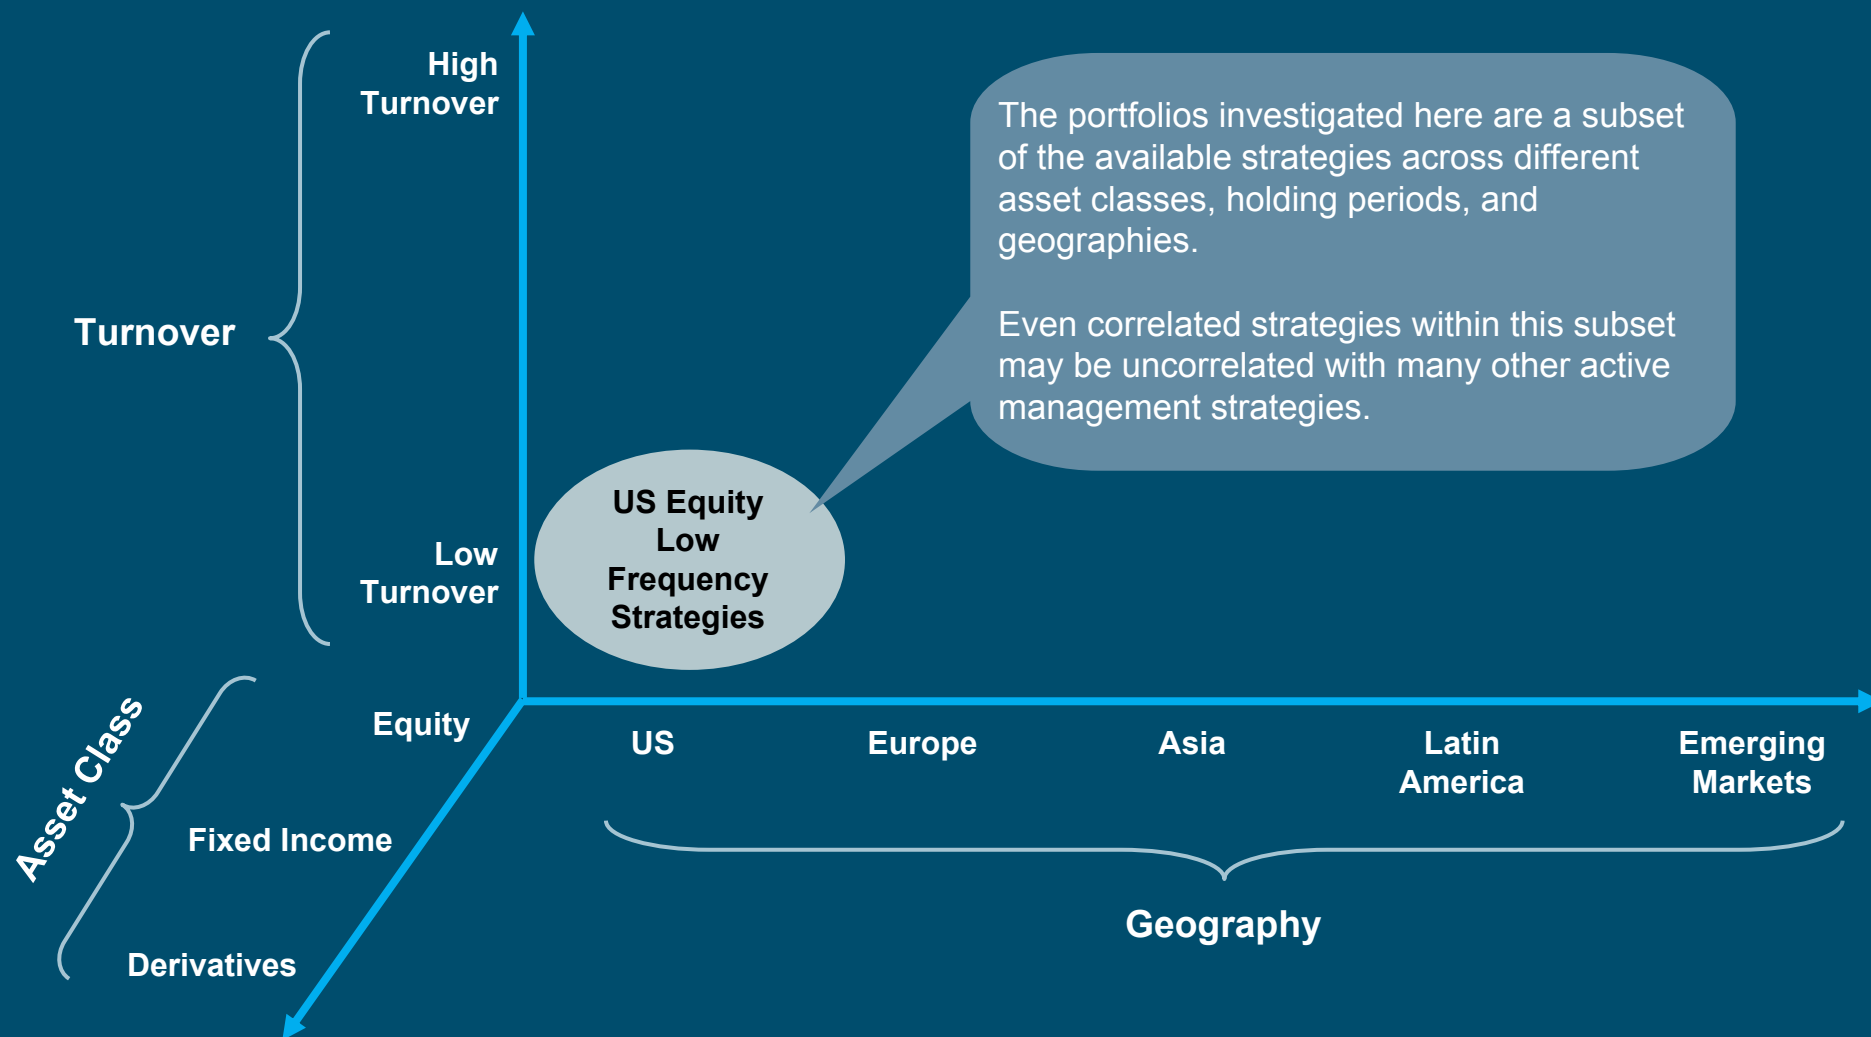 High
Turnover
The portfolios investigated here are a subset
of the available strategies across different
asset classes, holding periods, and
geographies.
Even correlated strategies within this subset
may be uncorrelated with many other active
management strategies.
Turnover
US Equity
Low
Frequency
Strategies
Low
Turnover
Equity
US
Europe
Asia
Latin
America
Emerging
Markets
Asset Class
Fixed Income
Derivatives
Geography